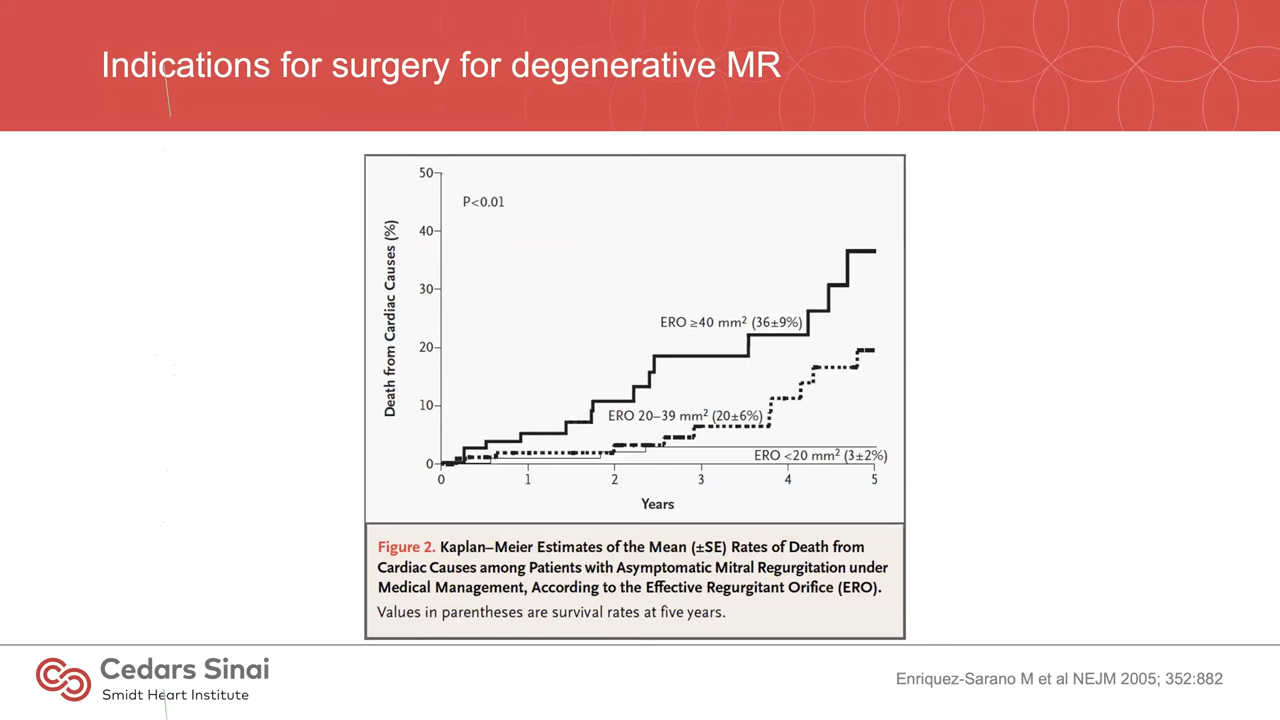 Indications for surgery for degenerative MR
50
P<0.01
40
30
20
10
0
Death from Cardiac Causes (%)
ERO ≥40 mm² (36±9%)
ERO 20–39 mm² (20±6%)
ERO <20 mm² (3±2%)
0 1 2 3 4 5
Years
Figure 2. Kaplan–Meier Estimates of the Mean (±SE) Rates of Death from
Cardiac Causes among Patients with Asymptomatic Mitral Regurgitation under
Medical Management, According to the Effective Regurgitant Orifice (ERO).
Values in parentheses are survival rates at five years.
Cedars Sinai
Smidt Heart Institute
Enriquez-Sarano M et al NEJM 2005; 352:882